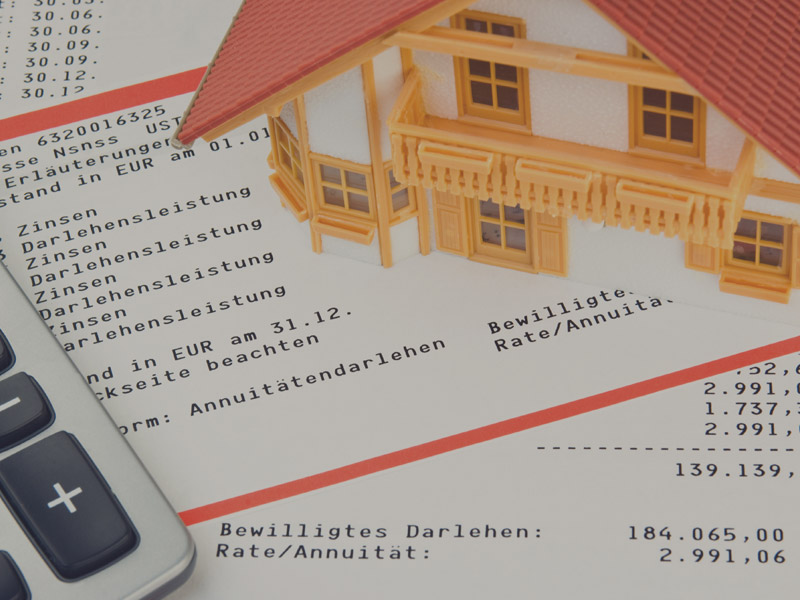 30.06.
30.06.
: 30.09.
: 30.09.
: 30.12.
: 30.12
en 6320016325
sse Nsnss UST
Erläuterungen
stand in EUR am 01.01
Zinsen
Darlehensleistung
Zinsen
Darlehensleistung
Zinsen
Darlehensleistung
Zinsen
arlehensleistung
nd in EUR am 31.12.
ckseite beachten
orm: Annuitätendarlehen
Bewilligte
Rate/Annuitä
2.991,0
1.737,3
2.991,0
--------------------
139.139,
Bewilligtes Darlehen: 184.065,00
Rate/Annuität: 2.991,06
+